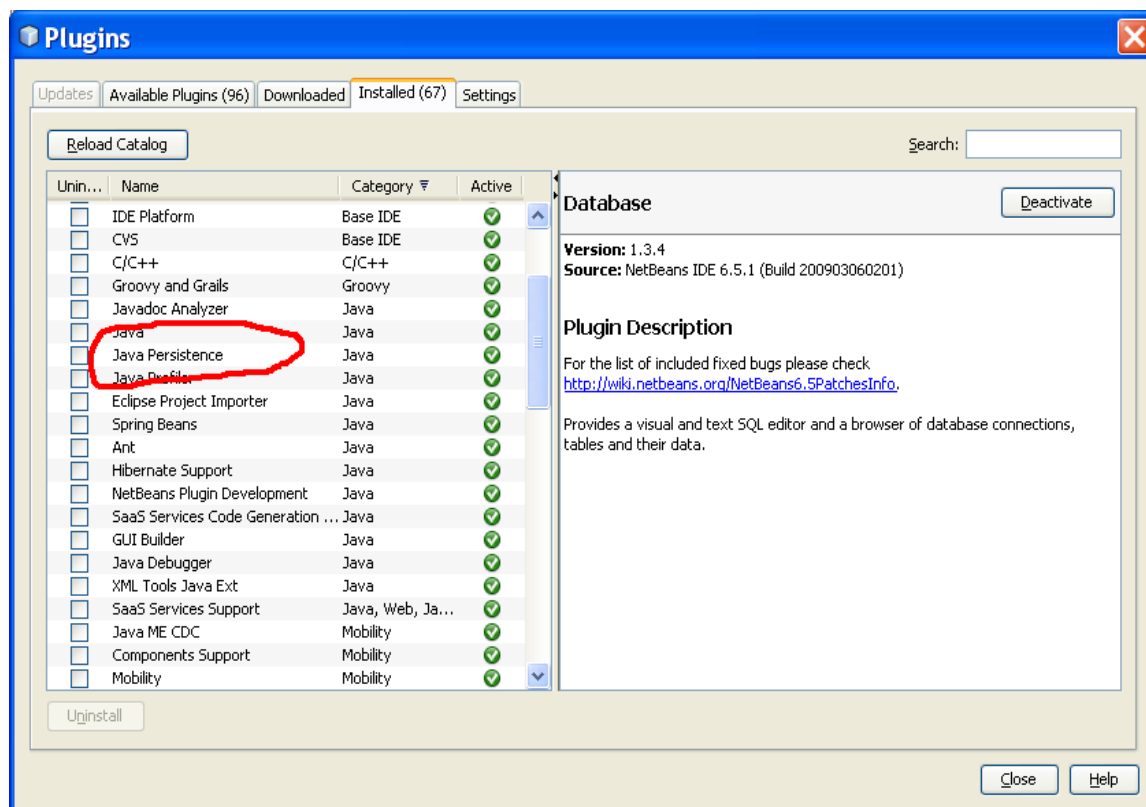 Plugins
Updates Available Plugins (96) Downloaded Installed (67) Settings
Reload Catalog Search:
Unin... Name Category Active
IDE Platform Base IDE
CVS Base IDE
C/C++ C/C++
Groovy and Grails Groovy
Javadoc Analyzer Java
Java Java
Java Persistence Java
Java Profiler Java
Eclipse Project Importer Java
Spring Beans Java
Ant Java
Hibernate Support Java
NetBeans Plugin Development Java
SaaS Services Code Generation ... Java
GUI Builder Java
Java Debugger Java
XML Tools Java Ext Java
SaaS Services Support Java, Web, Ja...
Java ME CDC Mobility
Components Support Mobility
Mobility Mobility
Database Deactivate
Version: 1.3.4
Source: NetBeans IDE 6.5.1 (Build 200903060201)
Plugin Description
For the list of included fixed bugs please check
http://wiki.netbeans.org/NetBeans6.5PatchesInfo.
Provides a visual and text SQL editor and a browser of database connections,
tables and their data.
Uninstall
Close Help